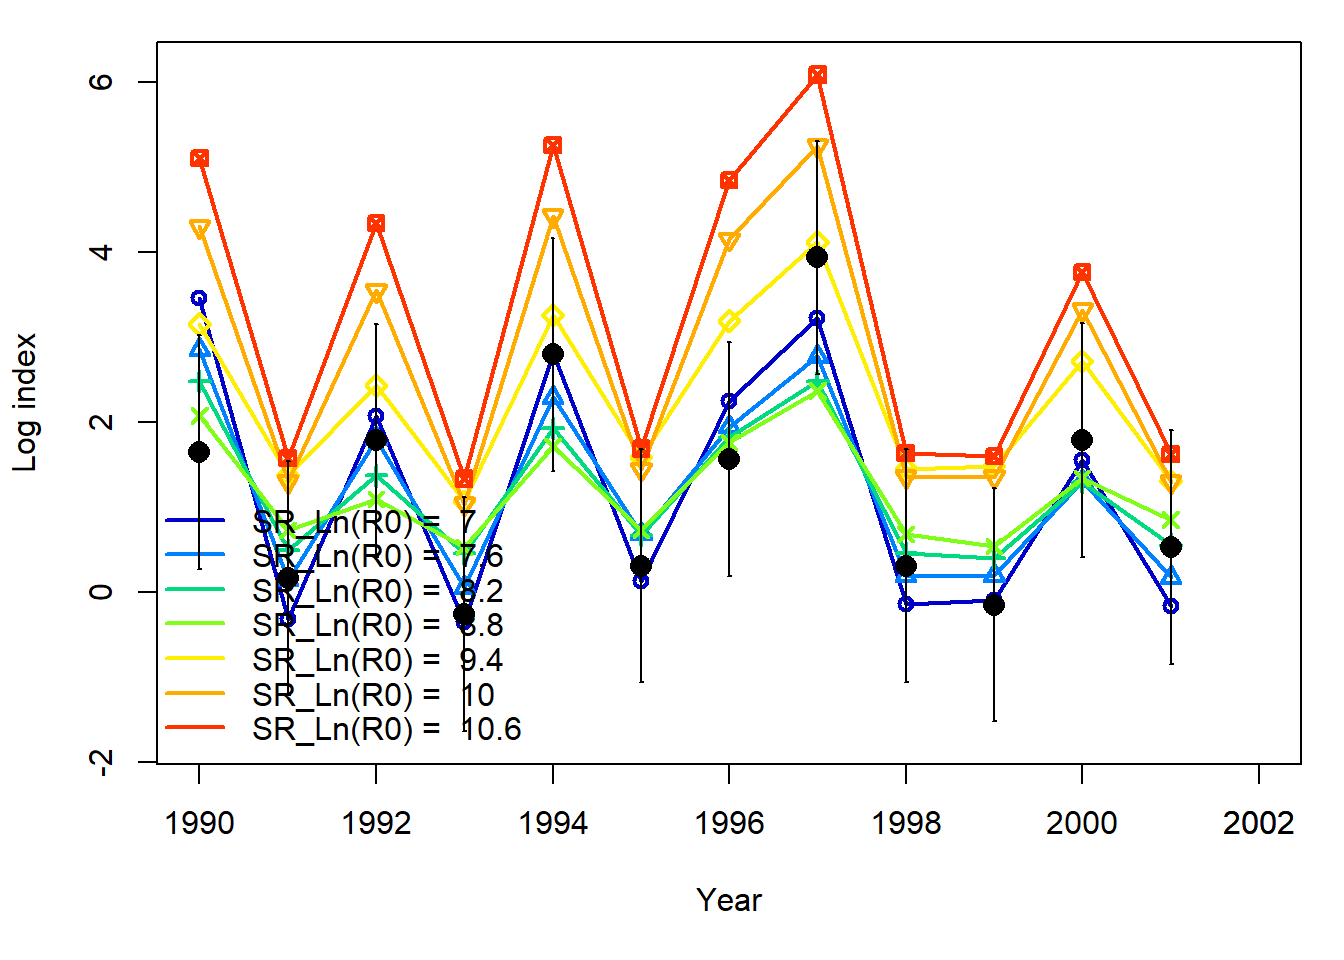 6
4
2
0
-2
Log index
SR_Ln(R0) = 7
SR_Ln(R0) = 7.6
SR_Ln(R0) = 8.2
SR_Ln(R0) = 8.8
SR_Ln(R0) = 9.4
SR_Ln(R0) = 10
SR_Ln(R0) = 10.6
1990 1992 1994 1996 1998 2000 2002
Year